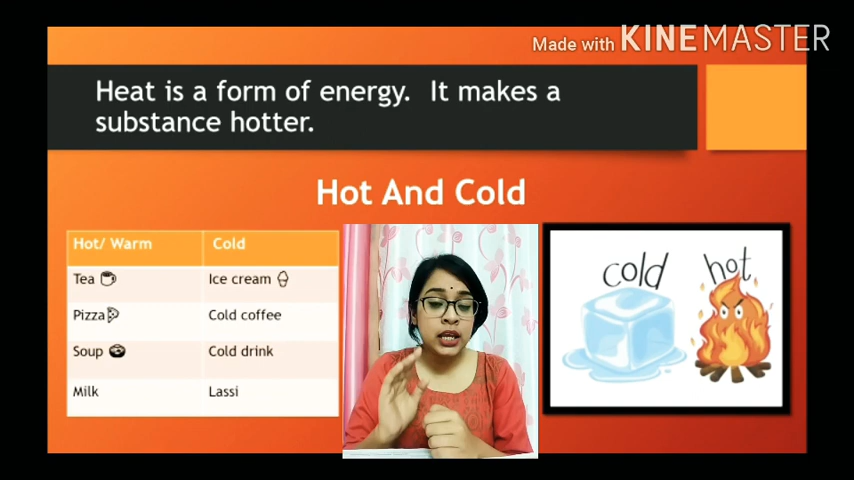 Made with KINEMASTER
Heat is a form of energy. It makes a
substance hotter.
Hot And Cold
Hot/ Warm Cold
Tea Ice cream
Pizza Cold coffee
Soup Cold drink
Milk Lassi
cold hot